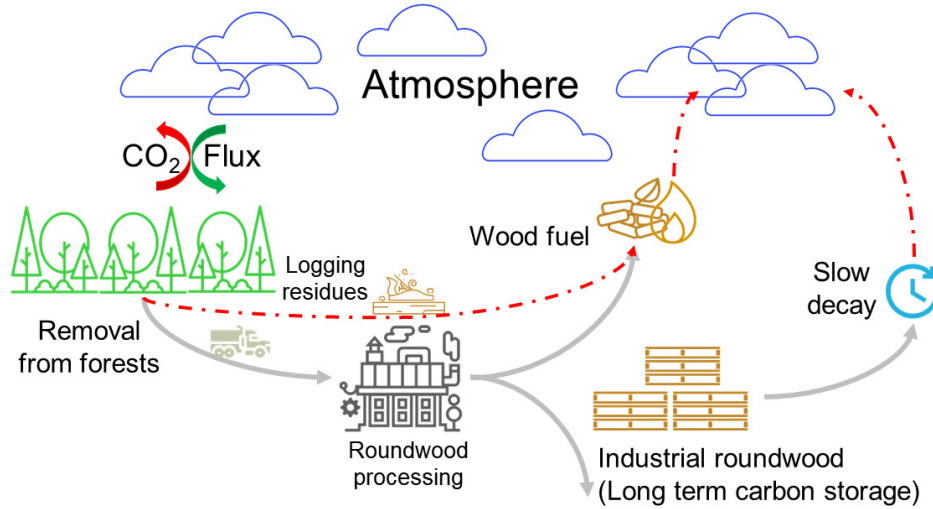 Atmosphere
CO₂ Flux
Wood fuel
Logging
residues
Slow
decay
Removal
from forests
Roundwood
processing
Industrial roundwood
(Long term carbon storage)